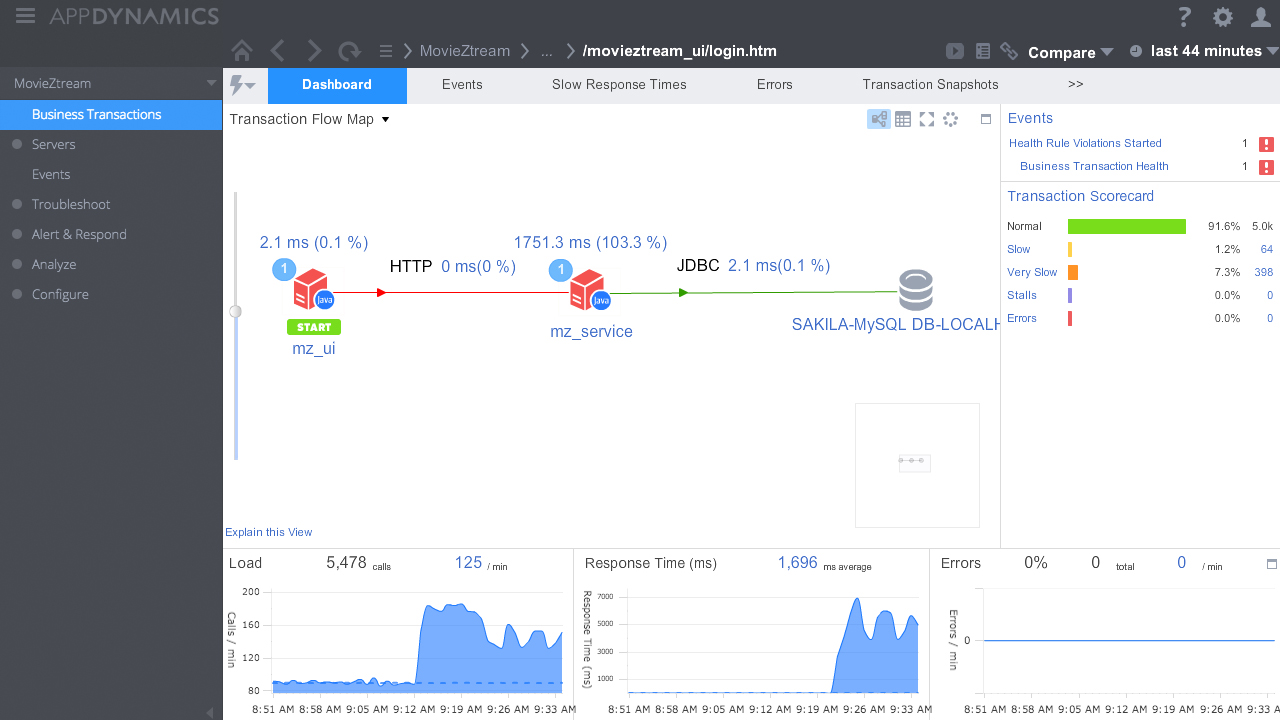 APPDYNAMICS
?
MovieZtream ... /movieztream_ui/login.htm Compare last 44 minutes
MovieZtream
Business Transactions
Servers
Events
Troubleshoot
Alert & Respond
Analyze
Configure
Dashboard Events Slow Response Times Errors Transaction Snapshots >>
Transaction Flow Map
2.1 ms (0.1 %)
1
Java
START
mz_ui
HTTP 0 ms(0 %)
1751.3 ms (103.3 %)
1
Java
mz_service
JDBC 2.1 ms(0.1 %)
SAKILA-MySQL DB-LOCALH
Explain this View
Events
Health Rule Violations Started 1 !
Business Transaction Health 1 !
Transaction Scorecard
Normal 91.6% 5.0k
Slow 1.2% 64
Very Slow 7.3% 398
Stalls 0.0% 0
Errors 0.0% 0
Load 5,478 calls 125 / min
Calls / min
200
160
120
80
8:51 AM 8:58 AM 9:05 AM 9:12 AM 9:19 AM 9:26 AM 9:33 AM
Response Time (ms) 1,696 ms average
Response Time (ms)
7000
5000
3000
1000
8:51 AM 8:58 AM 9:05 AM 9:12 AM 9:19 AM 9:26 AM 9:33 AM
Errors 0% 0 total 0 / min
Errors / min
0
8:51 AM 8:58 AM 9:05 AM 9:12 AM 9:19 AM 9:26 AM 9:33 A